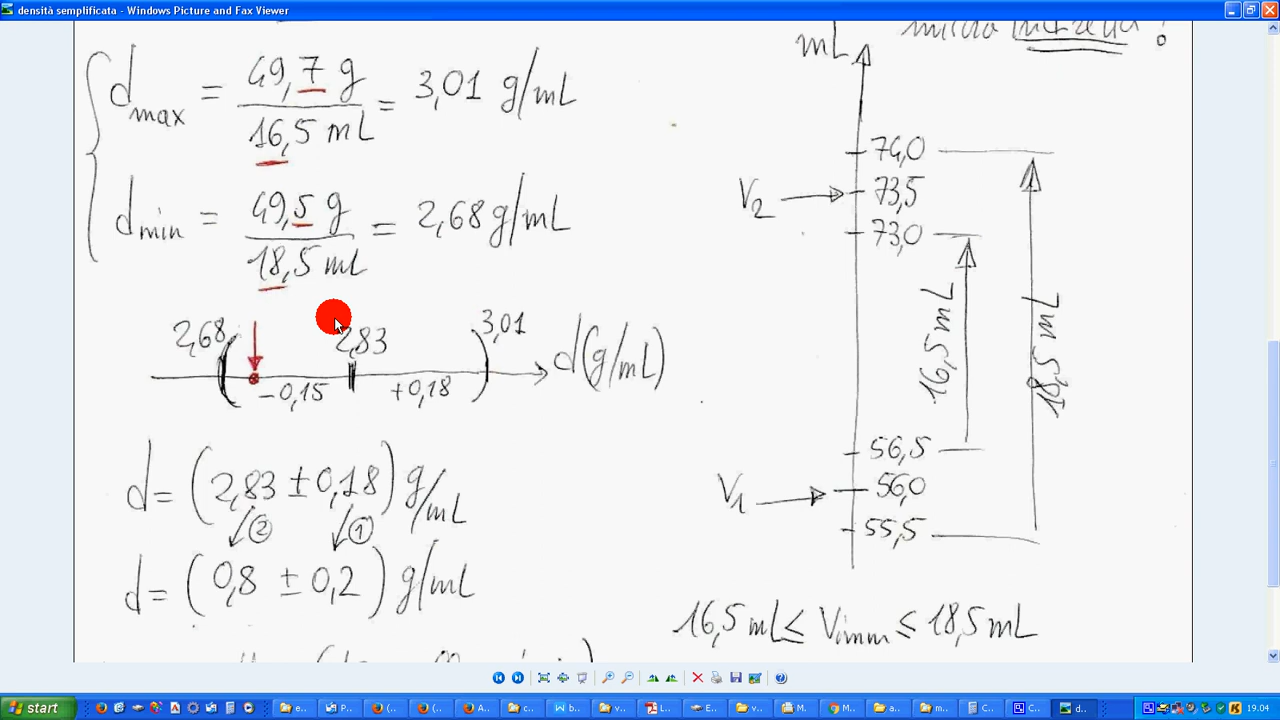 densità semplificata - Windows Picture and Fax Viewer
d max = 49,7 g / 16,5 mL = 3,01 g/mL
d min = 49,5 g / 18,5 mL = 2,68 g/mL
2,68 2,83 3,01 d(g/mL)
-0,15 +0,18
d = (2,83 ± 0,18) g/mL
② ①
d = (0,8 ± 0,2) g/mL
mL
74,0
V2 73,5
73,0
16,5 mL 18,5 mL
56,5
V1 56,0
55,5
16,5 mL ≤ Vimm ≤ 18,5 mL
start
19.04